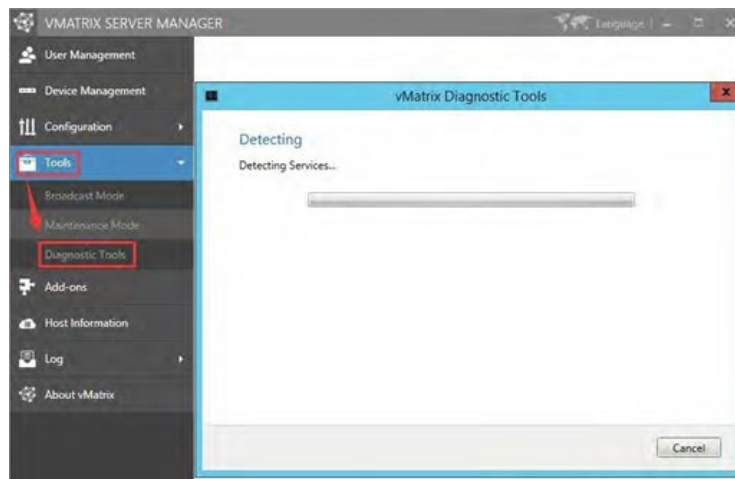 VMATRIX SERVER MANAGER
Language
User Management
Device Management
Configuration
Tools
Broadcast Mode
Maintenance Mode
Diagnostic Tools
Add-ons
Host Information
Log
About vMatrix
vMatrix Diagnostic Tools
Detecting
Detecting Services...
Cancel